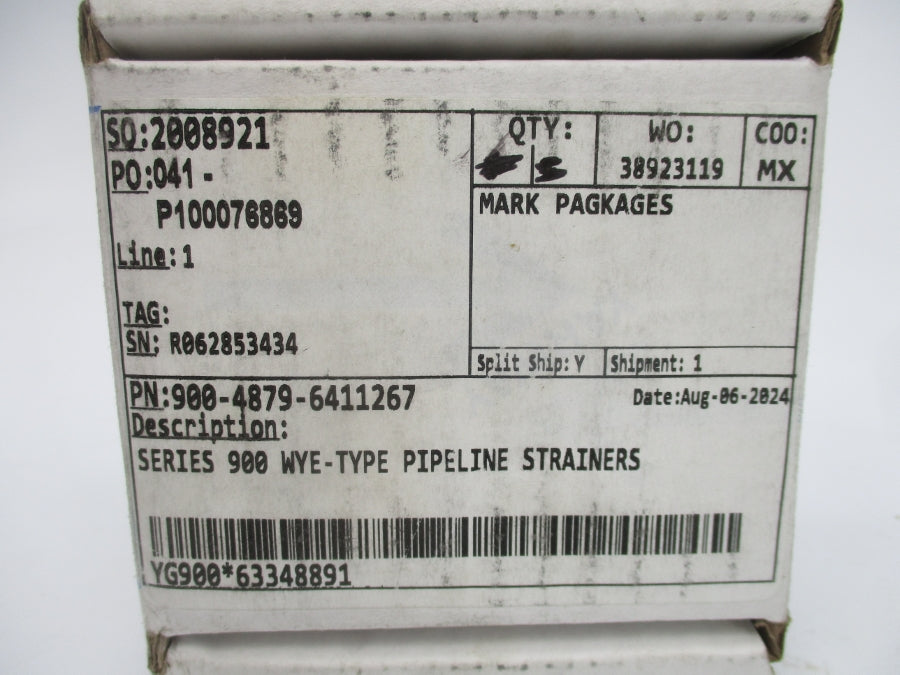 SO:2008921
QTY:
WO:
COO:
PO:041 -
38923119
MX
P100076869
MARK PAGKAGES
Line:1
TAG:
SN: R062853434
Split Ship:Y
Shipment: 1
PN:900-4879-6411267
Date:Aug-06-2024
Description:
SERIES 900 WYE-TYPE PIPELINE STRAINERS
YG900*63348891